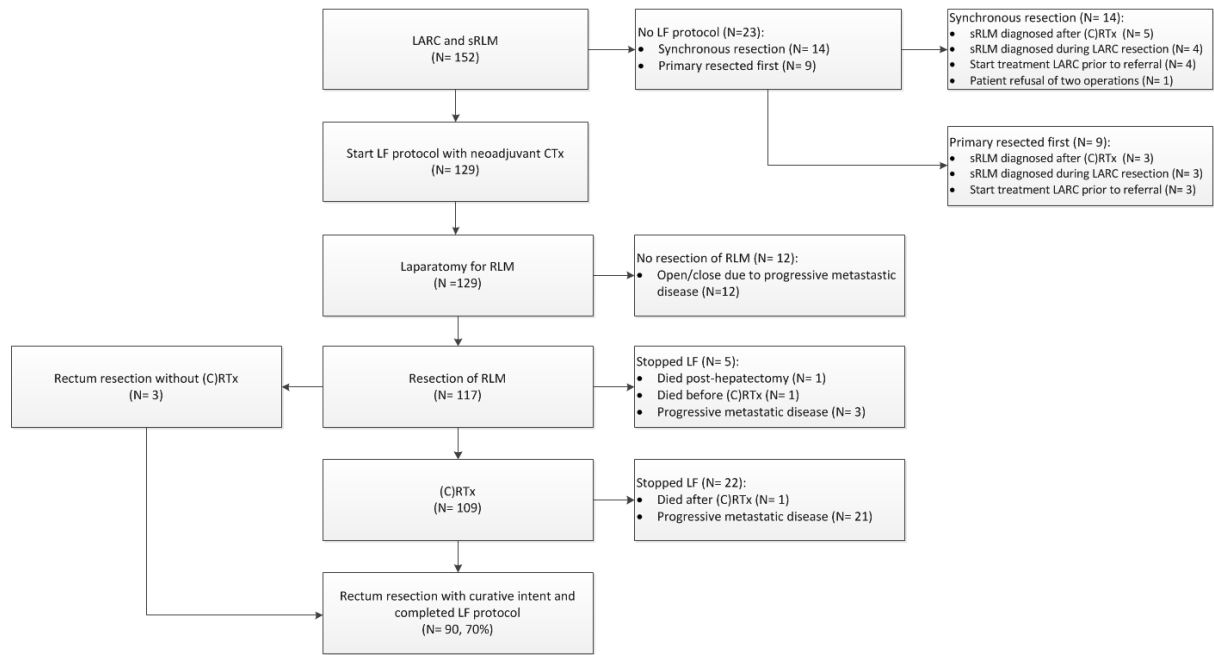 LARC and sRLM
(N= 152)
No LF protocol (N=23):
• Synchronous resection (N= 14)
• Primary resected first (N= 9)
Synchronous resection (N= 14):
• sRLM diagnosed after (C)RTx (N= 5)
• sRLM diagnosed during LARC resection (N= 4)
• Start treatment LARC prior to referral (N= 4)
• Patient refusal of two operations (N= 1)
Start LF protocol with neoadjuvant CTx
(N= 129)
Primary resected first (N= 9):
• sRLM diagnosed after (C)RTx (N= 3)
• sRLM diagnosed during LARC resection (N= 3)
• Start treatment LARC prior to referral (N= 3)
Laparatomy for RLM
(N =129)
No resection of RLM (N= 12):
• Open/close due to progressive metastastic
disease (N=12)
Rectum resection without (C)RTx
(N= 3)
Resection of RLM
(N= 117)
Stopped LF (N= 5):
• Died post-hepatectomy (N= 1)
• Died before (C)RTx (N= 1)
• Progressive metastatic disease (N= 3)
(C)RTx
(N= 109)
Stopped LF (N= 22):
• Died after (C)RTx (N= 1)
• Progressive metastatic disease (N= 21)
Rectum resection with curative intent and
completed LF protocol
(N= 90, 70%)